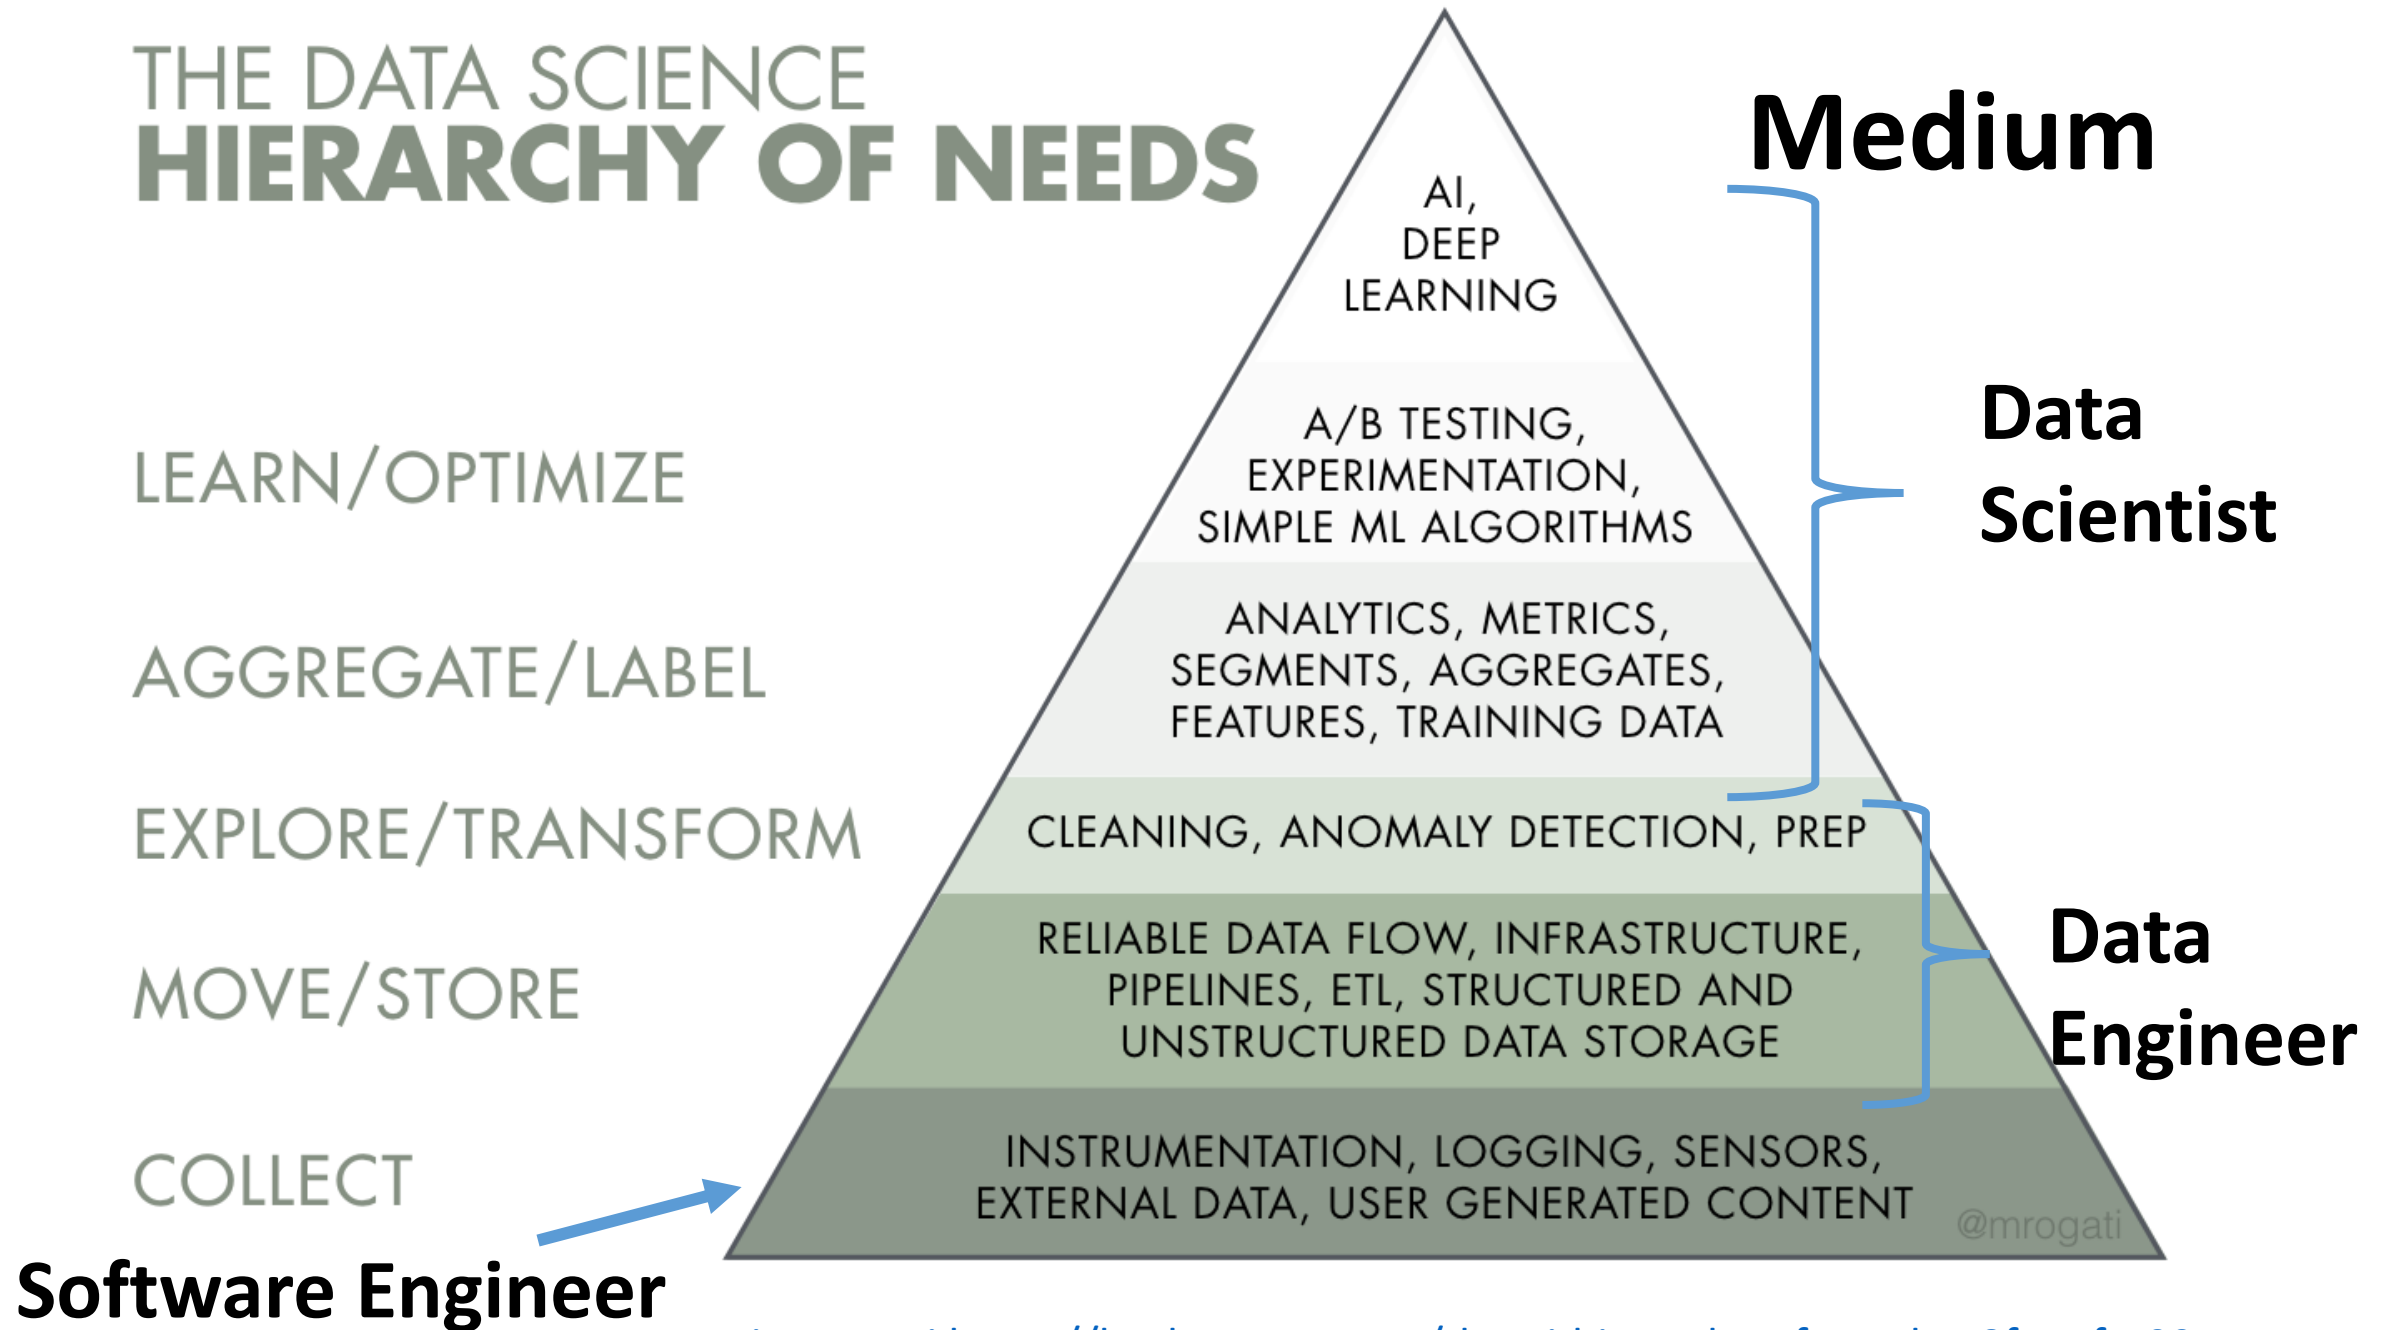 THE DATA SCIENCE
HIERARCHY OF NEEDS
Medium
AI,
DEEP
LEARNING
Data
Scientist
LEARN/OPTIMIZE
A/B TESTING,
EXPERIMENTATION,
SIMPLE ML ALGORITHMS
AGGREGATE/LABEL
ANALYTICS, METRICS,
SEGMENTS, AGGREGATES,
FEATURES, TRAINING DATA
EXPLORE/TRANSFORM
CLEANING, ANOMALY DETECTION, PREP
Data
Engineer
MOVE/STORE
RELIABLE DATA FLOW, INFRASTRUCTURE,
PIPELINES, ETL, STRUCTURED AND
UNSTRUCTURED DATA STORAGE
COLLECT
INSTRUMENTATION, LOGGING, SENSORS,
EXTERNAL DATA, USER GENERATED CONTENT
@mrogati
Software Engineer